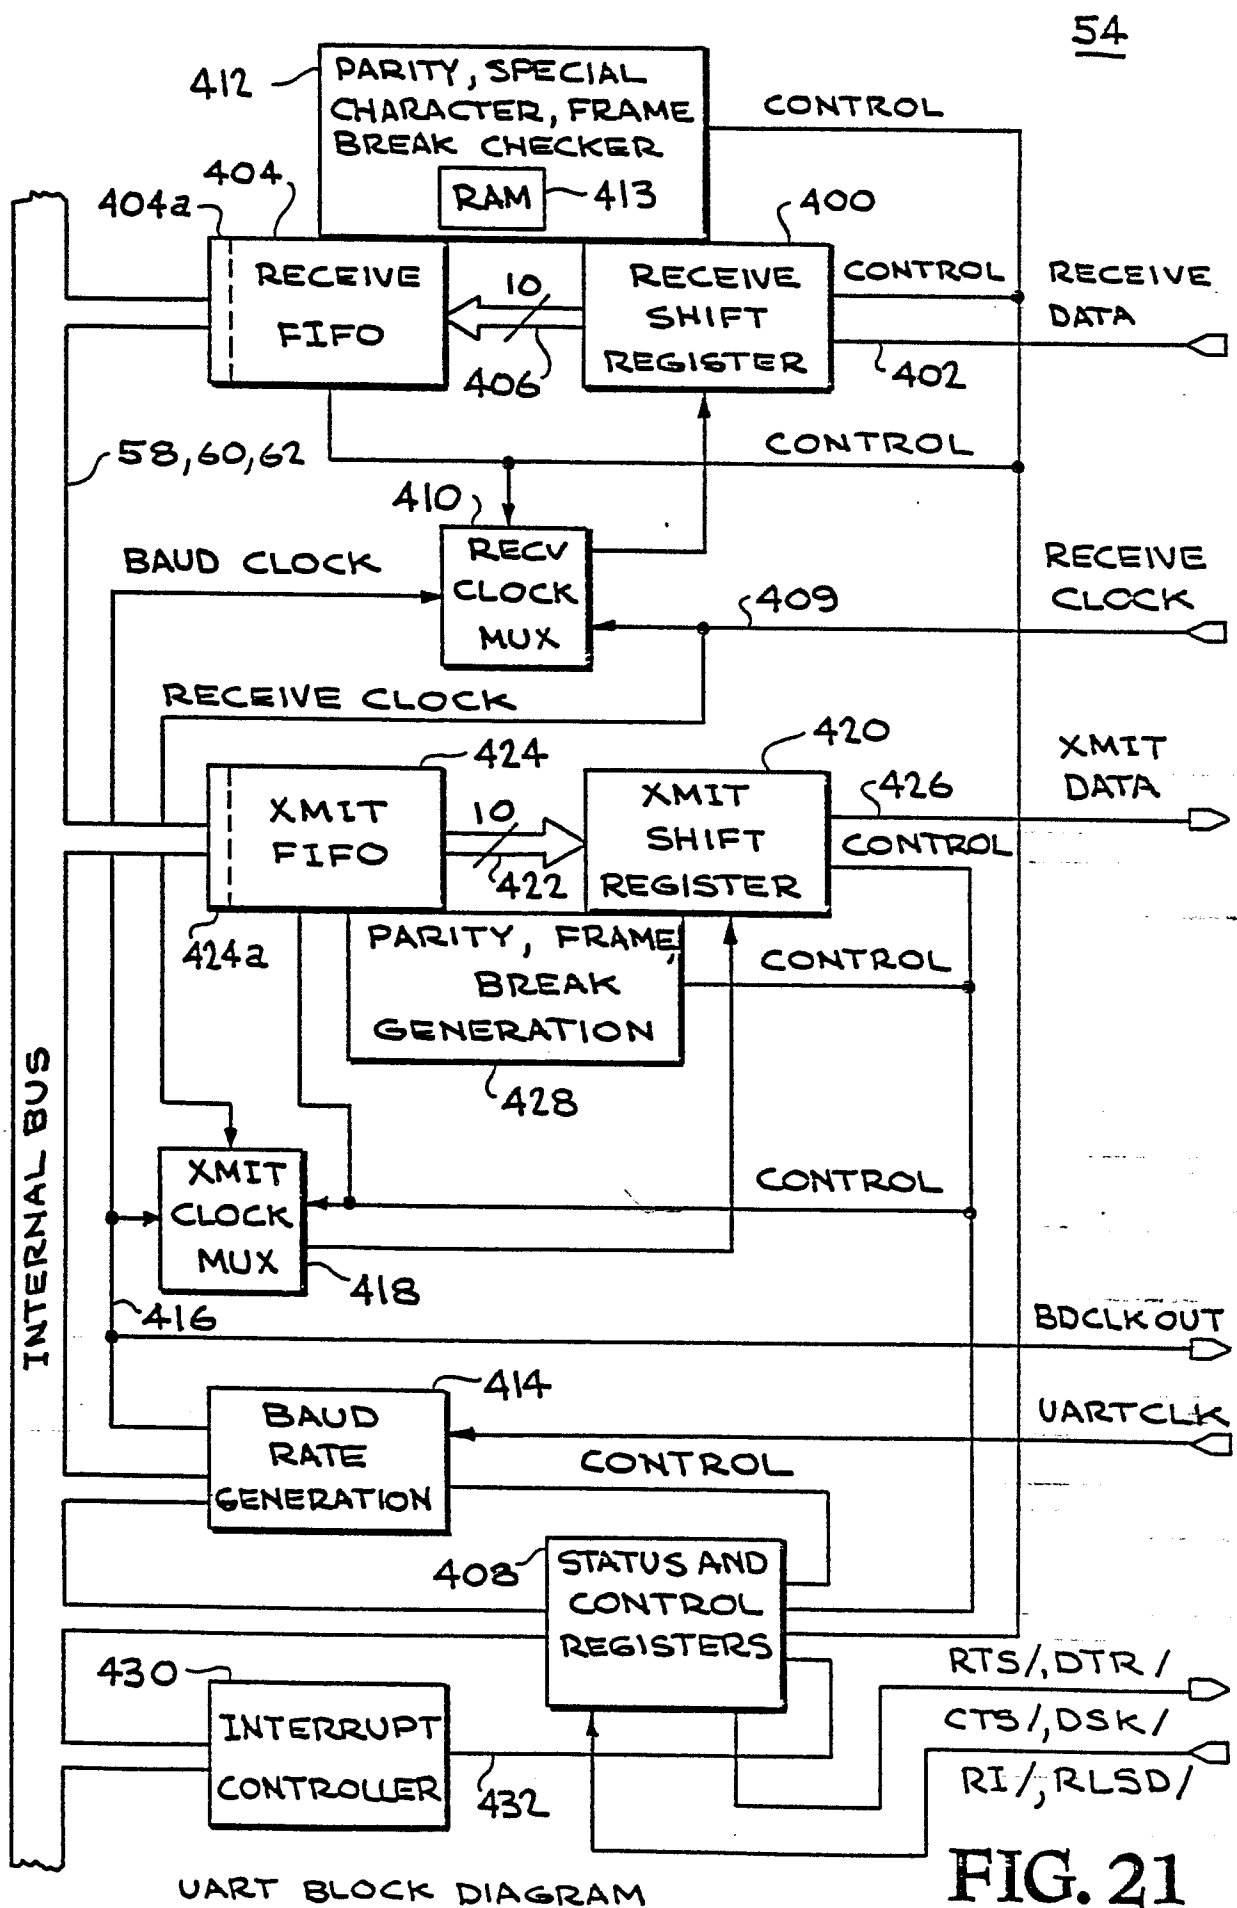 54
412
PARITY, SPECIAL
CHARACTER, FRAME
BREAK CHECKER
CONTROL
RAM
413
404a
404
400
RECEIVE
FIFO
10
406
RECEIVE
SHIFT
REGISTER
CONTROL
402
RECEIVE
DATA
58,60,62
CONTROL
410
RECV
CLOCK
MUX
BAUD CLOCK
409
RECEIVE
CLOCK
RECEIVE CLOCK
424
420
XMIT
FIFO
10
422
XMIT
SHIFT
REGISTER
426
XMIT
DATA
CONTROL
424a
PARITY, FRAME,
BREAK
GENERATION
CONTROL
428
INTERNAL BUS
XMIT
CLOCK
MUX
CONTROL
418
416
BDCLKOUT
414
BAUD
RATE
GENERATION
UARTCLK
CONTROL
408
STATUS AND
CONTROL
REGISTERS
430
INTERRUPT
CONTROLLER
432
RTS/,DTR/
CTS/,DSK/
RI/,RLSD/
UART BLOCK DIAGRAM
FIG. 21